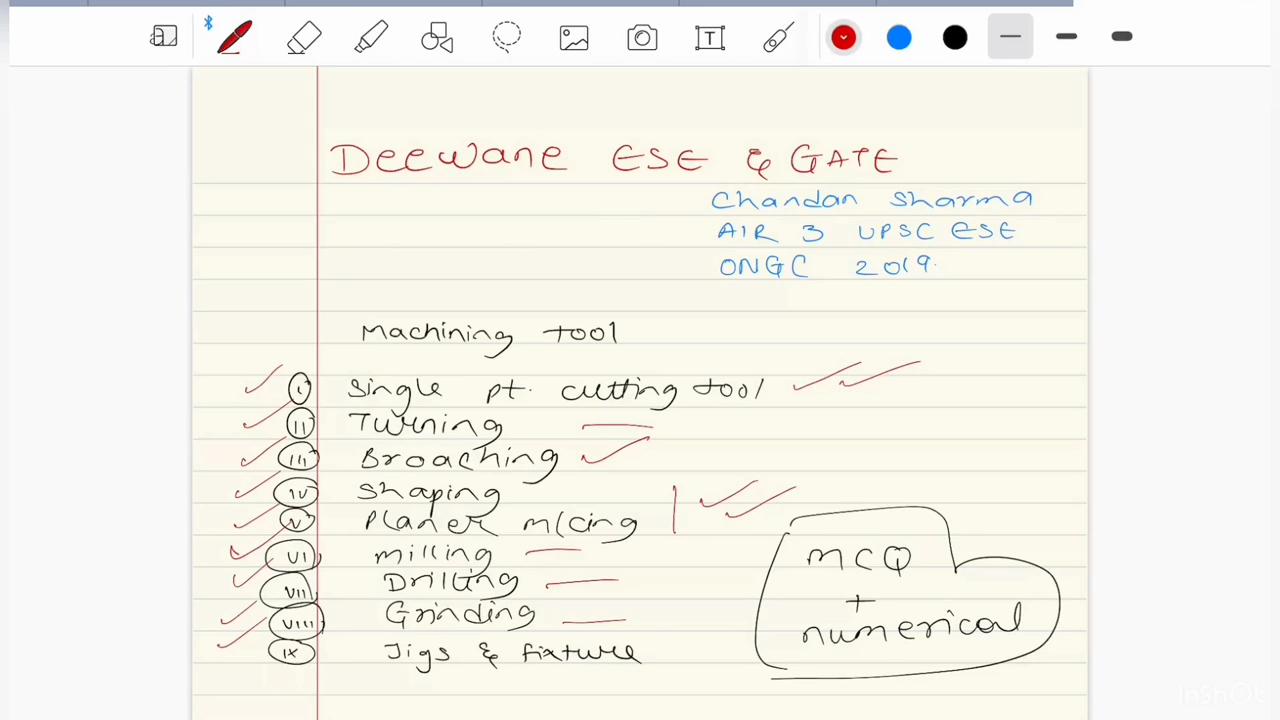 DEEWANE ESE & GATE
Chandan Sharma
AIR 3 UPSC ESE
ONGC 2019.
Machining tool
i Single pt. cutting tool
ii Turning
iii Broaching
iv Shaping
v Planer m/cing
vi milling
vii Drilling
viii Grinding
ix Jigs & fixture
MCQ
+
numerical
InShOt